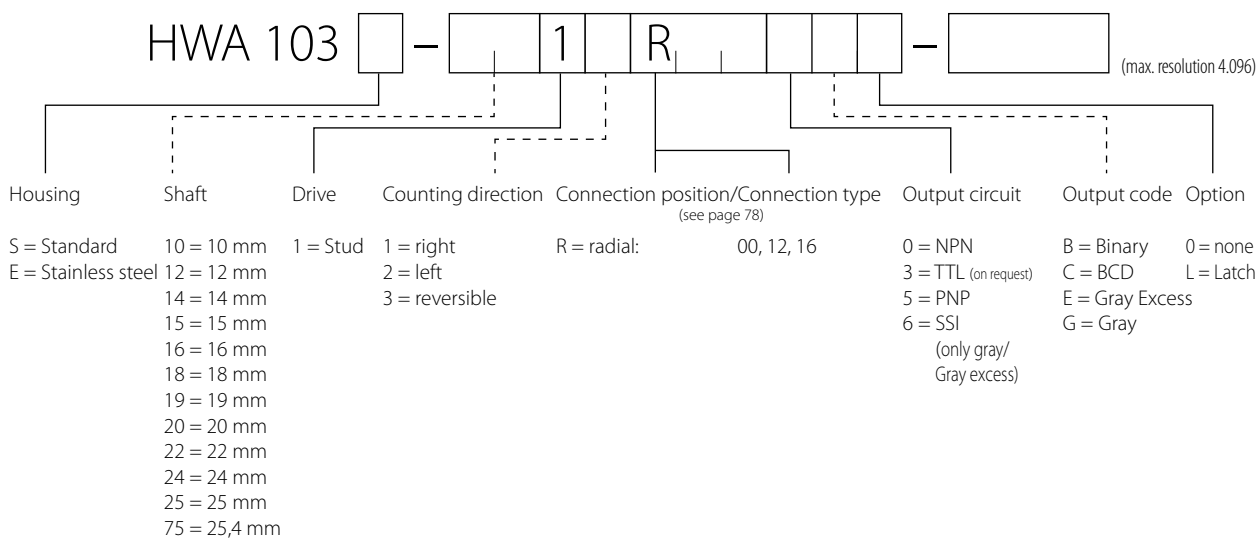 HWA 103 – 1 R – (max. resolution 4.096)
Housing Shaft Drive Counting direction Connection position/Connection type Output circuit Output code Option
(see page 78)
S = Standard 10 = 10 mm 1 = Stud 1 = right R = radial: 00, 12, 16 0 = NPN B = Binary 0 = none
E = Stainless steel 12 = 12 mm 2 = left 3 = TTL (on request) C = BCD L = Latch
14 = 14 mm 3 = reversible 5 = PNP E = Gray Excess
15 = 15 mm 6 = SSI G = Gray
16 = 16 mm (only gray/
18 = 18 mm Gray excess)
19 = 19 mm
20 = 20 mm
22 = 22 mm
24 = 24 mm
25 = 25 mm
75 = 25,4 mm